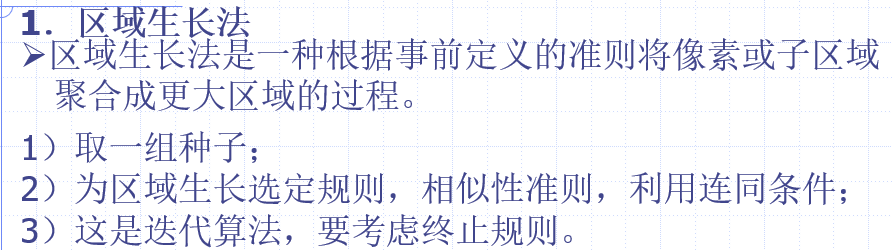 1．区域生长法
➢区域生长法是一种根据事前定义的准则将像素或子区域
聚合成更大区域的过程。
1）取一组种子；
2）为区域生长选定规则，相似性准则，利用连同条件；
3）这是迭代算法，要考虑终止规则。